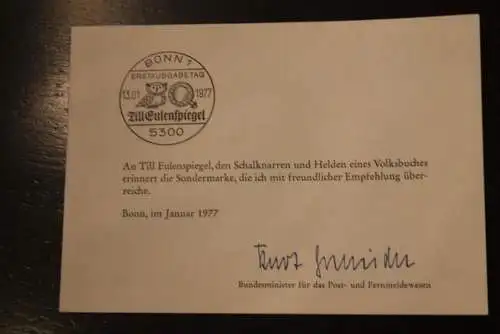 BONN 1
ERSTAUSGABETAG
13.01 1977
Till Eulenspiegel
5300
An Till Eulenspiegel, den Schalknarren und Helden eines Volksbuches
erinnert die Sondermarke, die ich mit freundlicher Empfehlung über-
reiche.
Bonn, im Januar 1977
Kurt
Bundesminister für das Post- und Fernmeldewesen